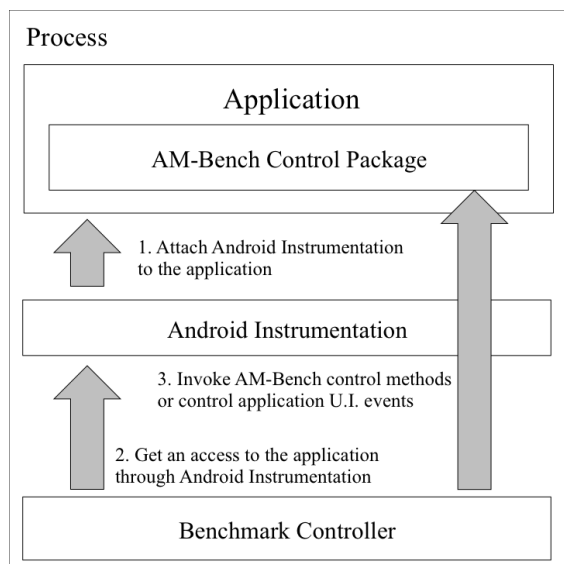 Process
Application
AM-Bench Control Package
1. Attach Android Instrumentation
to the application
Android Instrumentation
3. Invoke AM-Bench control methods
or control application U.I. events
2. Get an access to the application
through Android Instrumentation
Benchmark Controller